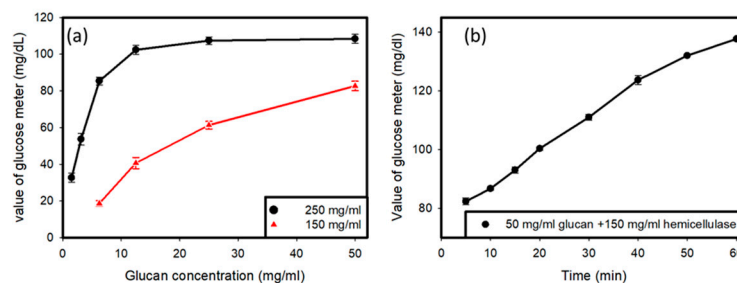 (a)
value of glucose meter (mg/dL)
120
100
80
60
40
20
0
250 mg/ml
150 mg/ml
0 10 20 30 40 50
Glucan concentration (mg/ml)
(b)
Value of glucose meter (mg/dl)
140
120
100
80
50 mg/ml glucan +150 mg/ml hemicellulase
0 10 20 30 40 50 60
Time (min)